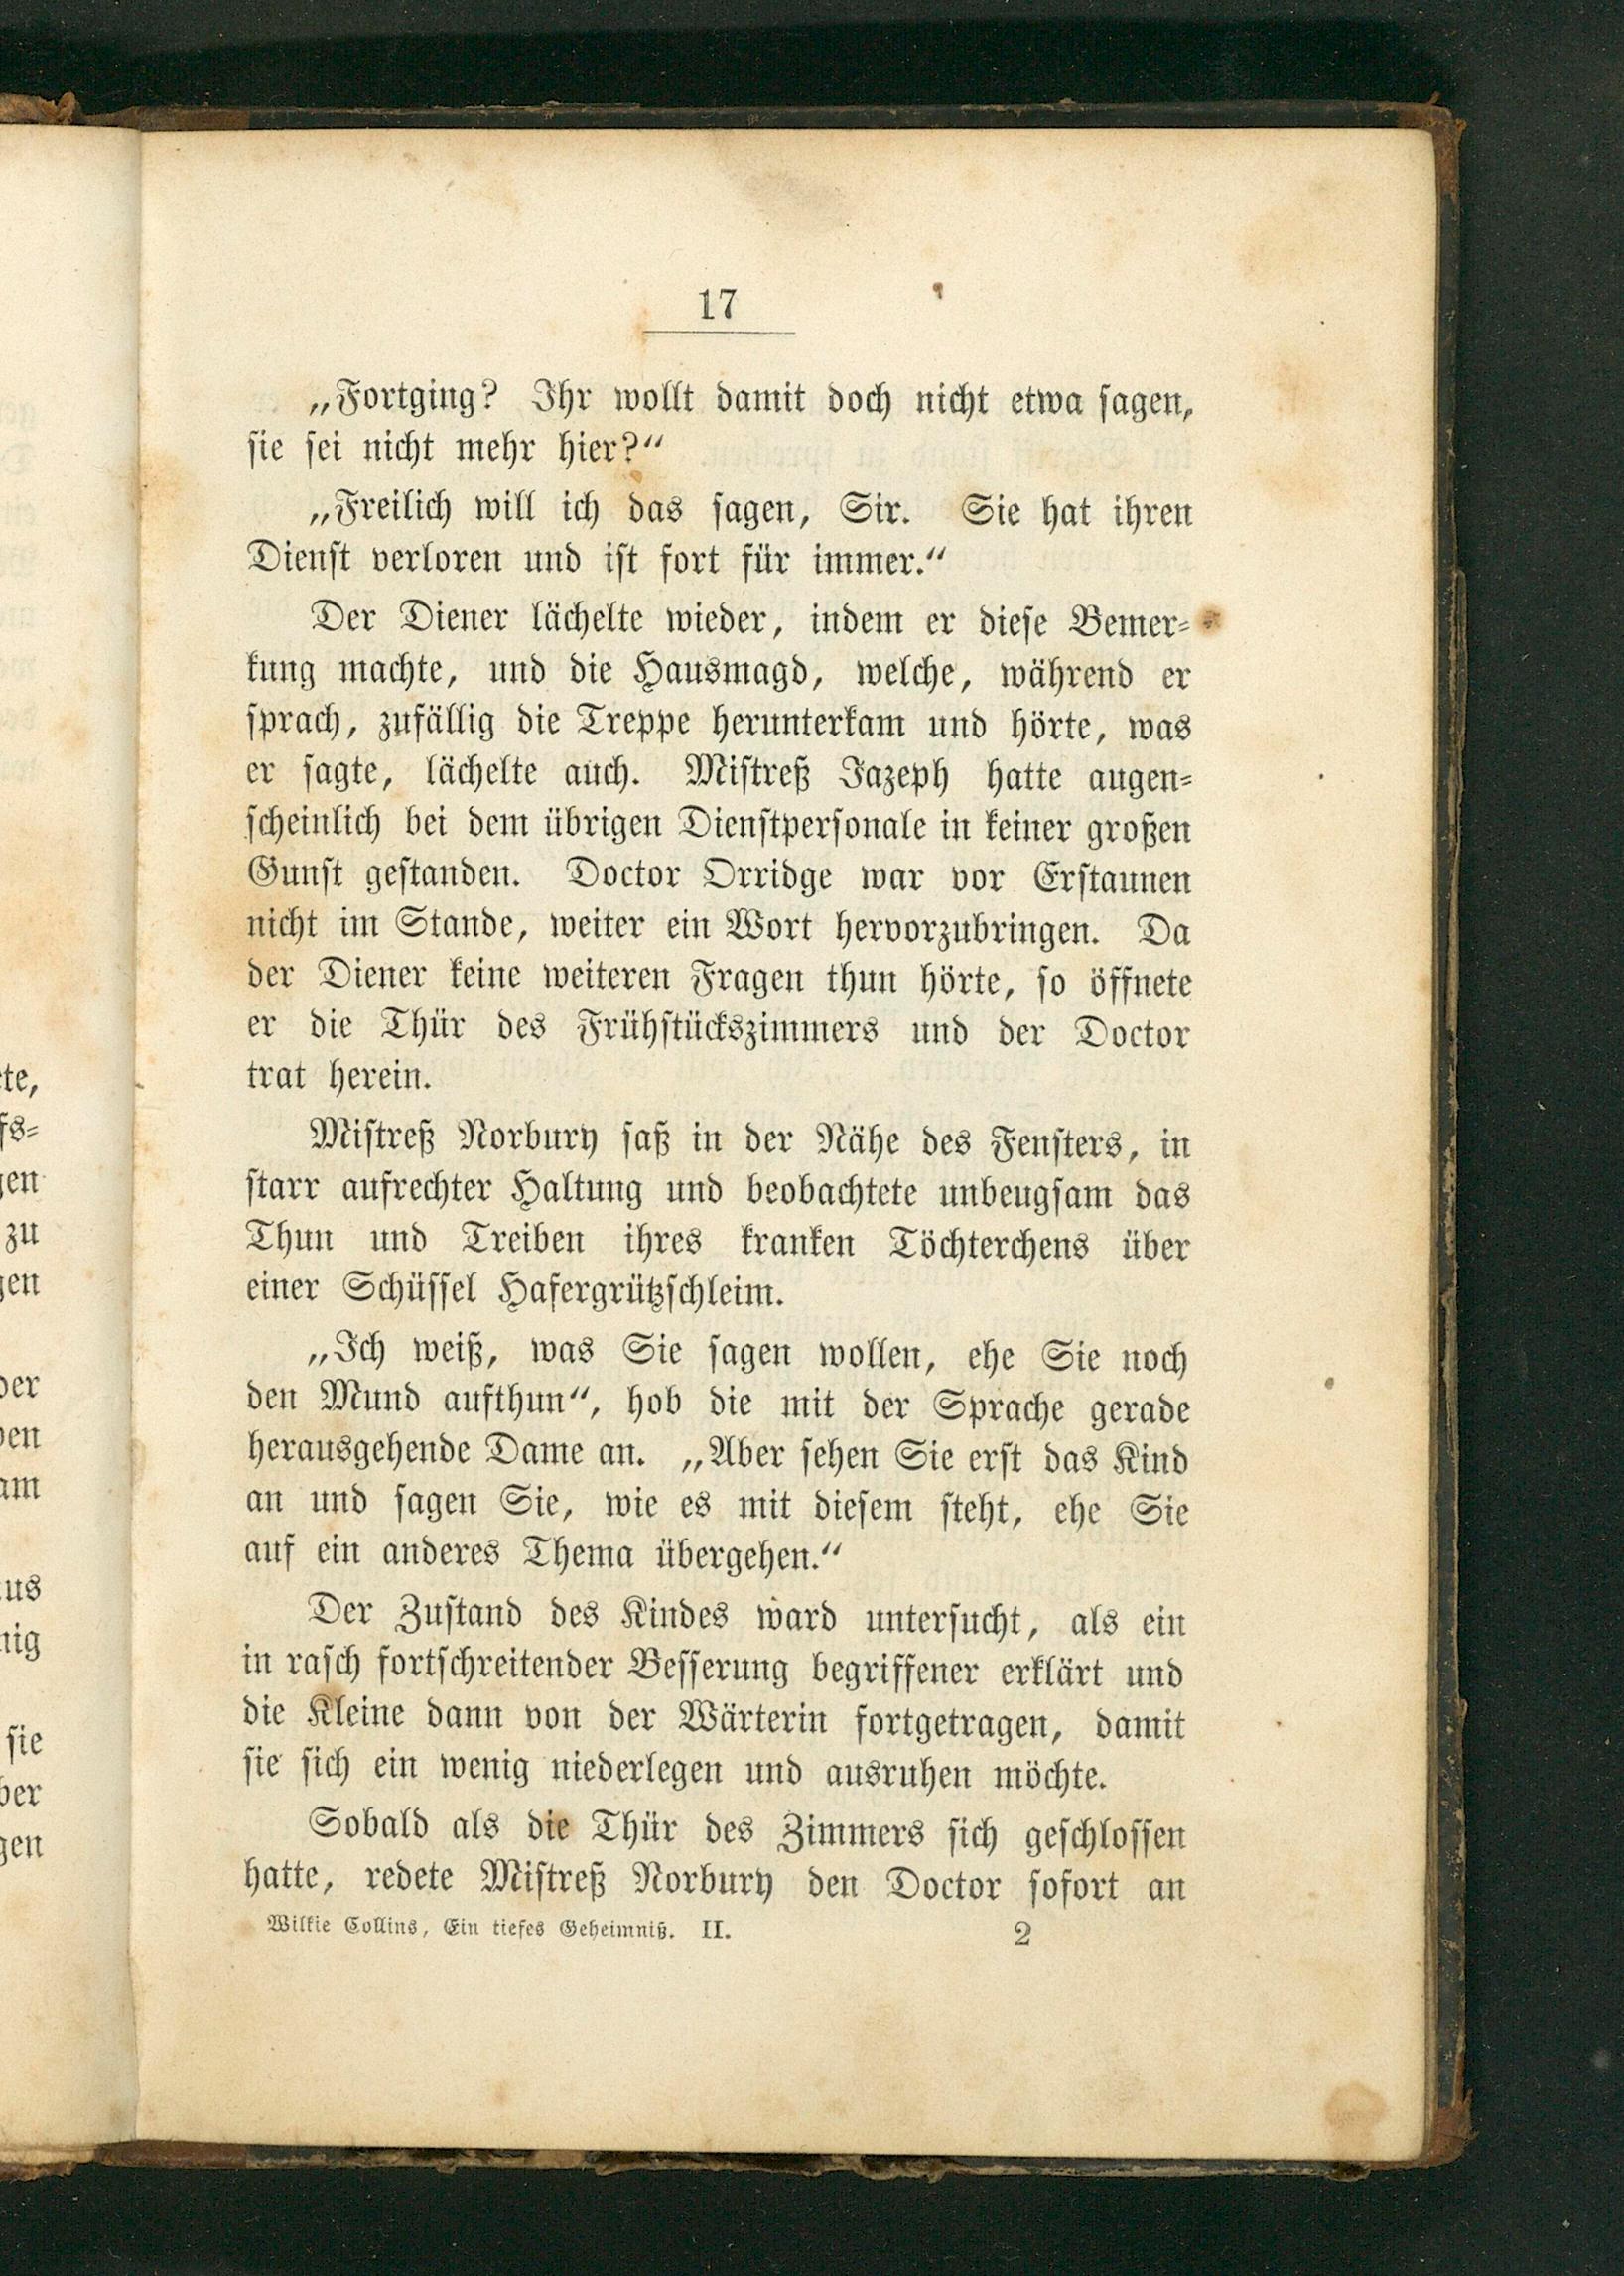 17
„Fortging? Ihr wollt damit doch nicht etwa sagen,
sie sei nicht mehr hier?“
„Freilich will ich das sagen, Sir. Sie hat ihren
Dienst verloren und ist fort für immer.“
Der Diener lächelte wieder, indem er diese Bemer-
kung machte, und die Hausmagd, welche, während er
sprach, zufällig die Treppe herunterkam und hörte, was
er sagte, lächelte auch. Mistreß Jazeph hatte augen-
scheinlich bei dem übrigen Dienstpersonale in keiner großen
Gunst gestanden. Doctor Orridge war vor Erstaunen
nicht im Stande, weiter ein Wort hervorzubringen. Da
der Diener keine weiteren Fragen thun hörte, so öffnete
er die Thür des Frühstückszimmers und der Doctor
trat herein.
Mistreß Norbury saß in der Nähe des Fensters, in
starr aufrechter Haltung und beobachtete unbeugsam das
Thun und Treiben ihres kranken Töchterchens über
einer Schüssel Hafergrützschleim.
„Ich weiß, was Sie sagen wollen, ehe Sie noch
den Mund aufthun“, hob die mit der Sprache gerade
herausgehende Dame an. „Aber sehen Sie erst das Kind
an und sagen Sie, wie es mit diesem steht, ehe Sie
auf ein anderes Thema übergehen.“
Der Zustand des Kindes ward untersucht, als ein
in rasch fortschreitender Besserung begriffener erklärt und
die Kleine dann von der Wärterin fortgetragen, damit
sie sich ein wenig niederlegen und ausruhen möchte.
Sobald als die Thür des Zimmers sich geschlossen
hatte, redete Mistreß Norbury den Doctor sofort an
Wilkie Collins, Ein tiefes Geheimniß. II. 2